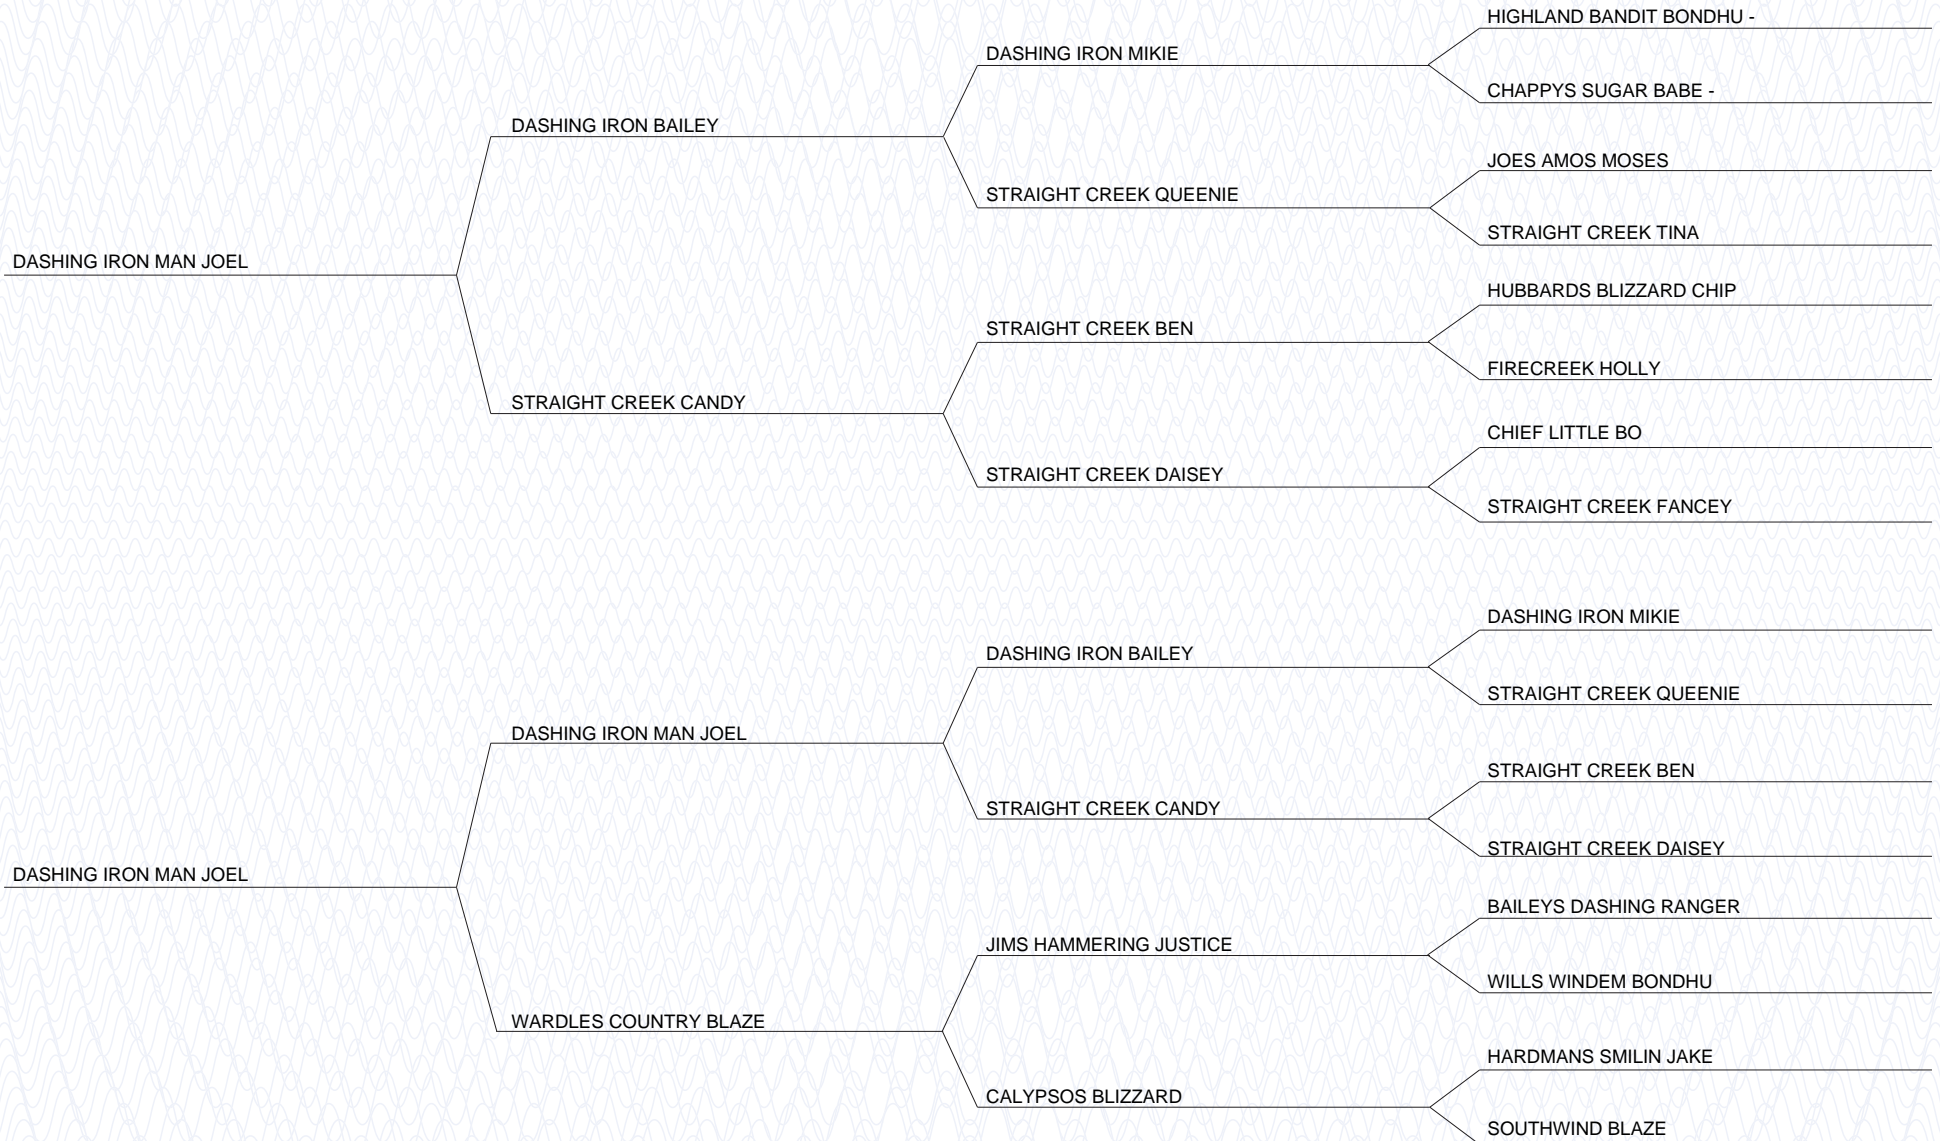 HIGHLAND BANDIT BONDHU -
DASHING IRON MIKIE
CHAPPYS SUGAR BABE -
DASHING IRON BAILEY
JOES AMOS MOSES
STRAIGHT CREEK QUEENIE
STRAIGHT CREEK TINA
DASHING IRON MAN JOEL
HUBBARDS BLIZZARD CHIP
STRAIGHT CREEK BEN
FIRECREEK HOLLY
STRAIGHT CREEK CANDY
CHIEF LITTLE BO
STRAIGHT CREEK DAISEY
STRAIGHT CREEK FANCEY
DASHING IRON MIKIE
DASHING IRON BAILEY
STRAIGHT CREEK QUEENIE
DASHING IRON MAN JOEL
STRAIGHT CREEK BEN
STRAIGHT CREEK CANDY
STRAIGHT CREEK DAISEY
DASHING IRON MAN JOEL
BAILEYS DASHING RANGER
JIMS HAMMERING JUSTICE
WILLS WINDEM BONDHU
WARDLES COUNTRY BLAZE
HARDMANS SMILIN JAKE
CALYPSOS BLIZZARD
SOUTHWIND BLAZE